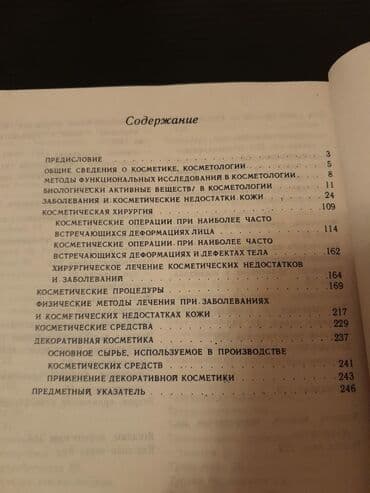 Содержание
ПРЕДИСЛОВИЕ 3
ОБЩИЕ СВЕДЕНИЯ О КОСМЕТИКЕ, КОСМЕТОЛОГИИ 5
МЕТОДЫ ФУНКЦИОНАЛЬНЫХ ИССЛЕДОВАНИЙ В КОСМЕТОЛОГИИ 8
БИОЛОГИЧЕСКИ АКТИВНЫЕ ВЕЩЕСТВ/ В КОСМЕТОЛОГИИ 11
ЗАБОЛЕВАНИЯ И КОСМЕТИЧЕСКИЕ НЕДОСТАТКИ КОЖИ 24
КОСМЕТИЧЕСКАЯ ХИРУРГИЯ 109
КОСМЕТИЧЕСКИЕ ОПЕРАЦИИ ПРИ НАИБОЛЕЕ ЧАСТО
ВСТРЕЧАЮЩИХСЯ ДЕФОРМАЦИЯХ ЛИЦА 114
КОСМЕТИЧЕСКИЕ ОПЕРАЦИИ ПРИ НАИБОЛЕЕ ЧАСТО
ВСТРЕЧАЮЩИХСЯ ДЕФОРМАЦИЯХ И ДЕФЕКТАХ ТЕЛА 162
ХИРУРГИЧЕСКОЕ ЛЕЧЕНИЕ КОСМЕТИЧЕСКИХ НЕДОСТАТКОВ
И ЗАБОЛЕВАНИЙ 164
КОСМЕТИЧЕСКИЕ ПРОЦЕДУРЫ 169
ФИЗИЧЕСКИЕ МЕТОДЫ ЛЕЧЕНИЯ ПРИ ЗАБОЛЕВАНИЯХ
И КОСМЕТИЧЕСКИХ НЕДОСТАТКАХ КОЖИ 217
КОСМЕТИЧЕСКИЕ СРЕДСТВА 229
ДЕКОРАТИВНАЯ КОСМЕТИКА 237
ОСНОВНОЕ СЫРЬЕ, ИСПОЛЬЗУЕМОЕ В ПРОИЗВОДСТВЕ
КОСМЕТИЧЕСКИХ СРЕДСТВ 241
ПРИМЕНЕНИЕ ДЕКОРАТИВНОЙ КОСМЕТИКИ 243
ПРЕДМЕТНЫЙ УКАЗАТЕЛЬ 246